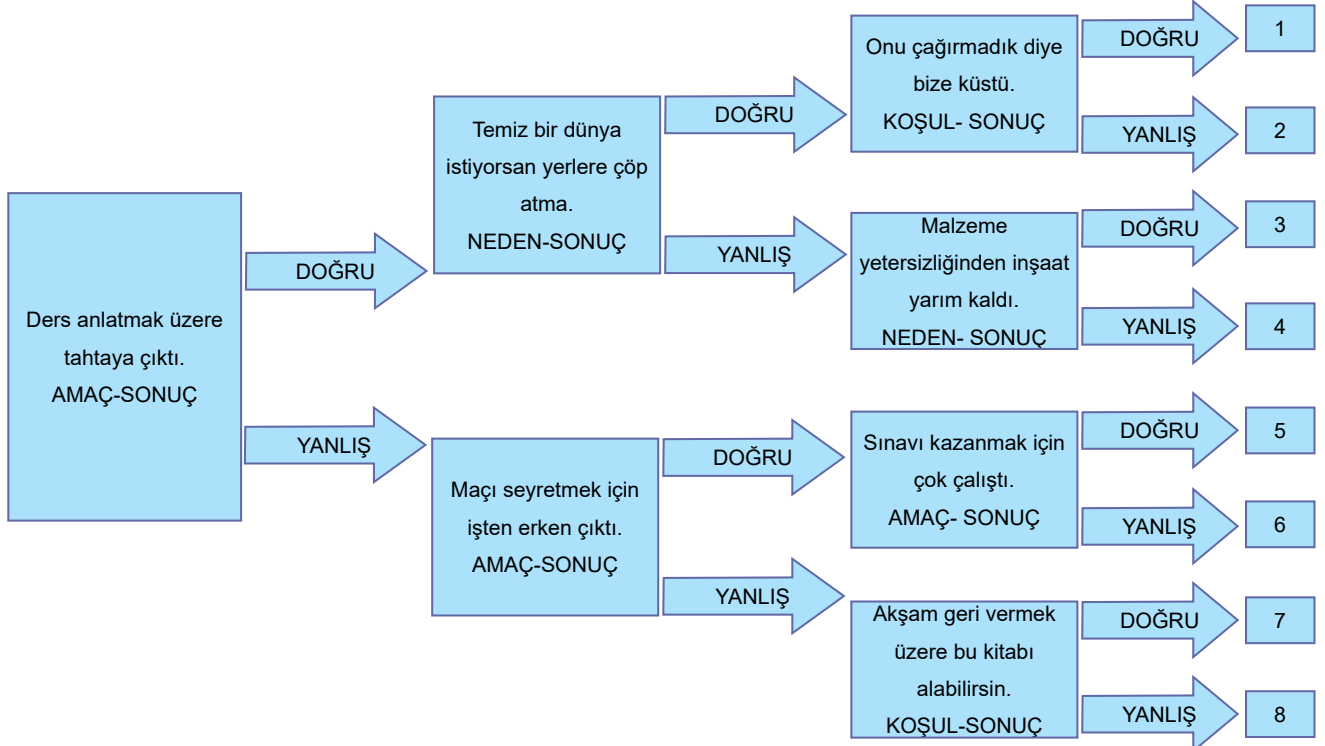 Ders anlatmak üzere
tahtaya çıktı.
AMAÇ-SONUÇ
DOĞRU
YANLIŞ
Temiz bir dünya
istiyorsan yerlere çöp
atma.
NEDEN-SONUÇ
DOĞRU
YANLIŞ
Maçı seyretmek için
işten erken çıktı.
AMAÇ-SONUÇ
DOĞRU
YANLIŞ
Onu çağırmadık diye
bize küstü.
KOŞUL- SONUÇ
DOĞRU
1
YANLIŞ
2
Malzeme
yetersizliğinden inşaat
yarım kaldı.
NEDEN- SONUÇ
DOĞRU
3
YANLIŞ
4
Sınavı kazanmak için
çok çalıştı.
AMAÇ- SONUÇ
DOĞRU
5
YANLIŞ
6
Akşam geri vermek
üzere bu kitabı
alabilirsin.
KOŞUL-SONUÇ
DOĞRU
7
YANLIŞ
8